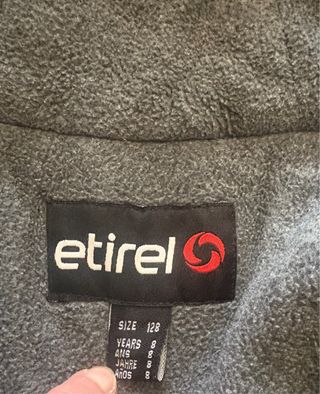 etirel
SIZE 128
YEARS 8
ANS 8
JAHRE 8
AÑOS 8